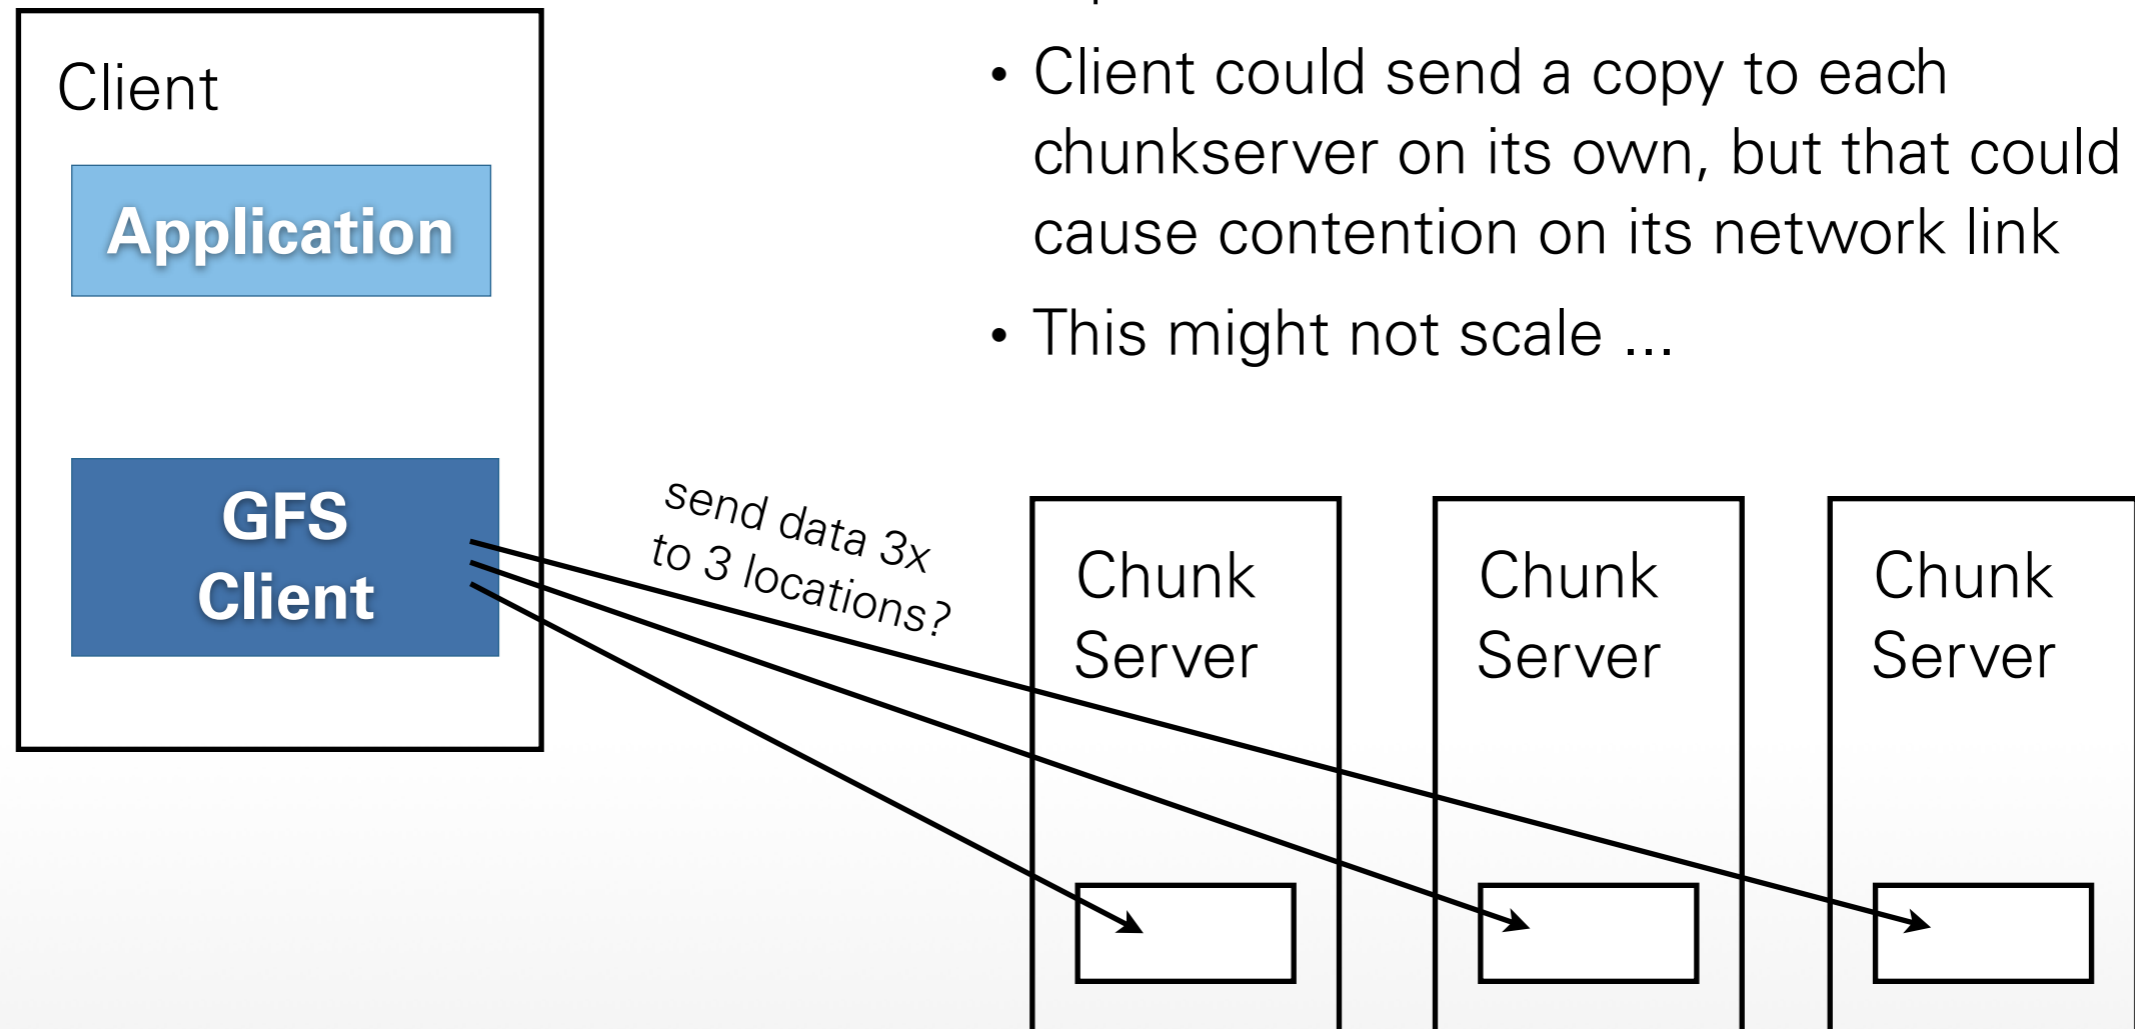 Client
Application
GFS
Client
• Client could send a copy to each
chunkserver on its own, but that could
cause contention on its network link
• This might not scale ...
send data 3x
to 3 locations?
Chunk
Server
Chunk
Server
Chunk
Server